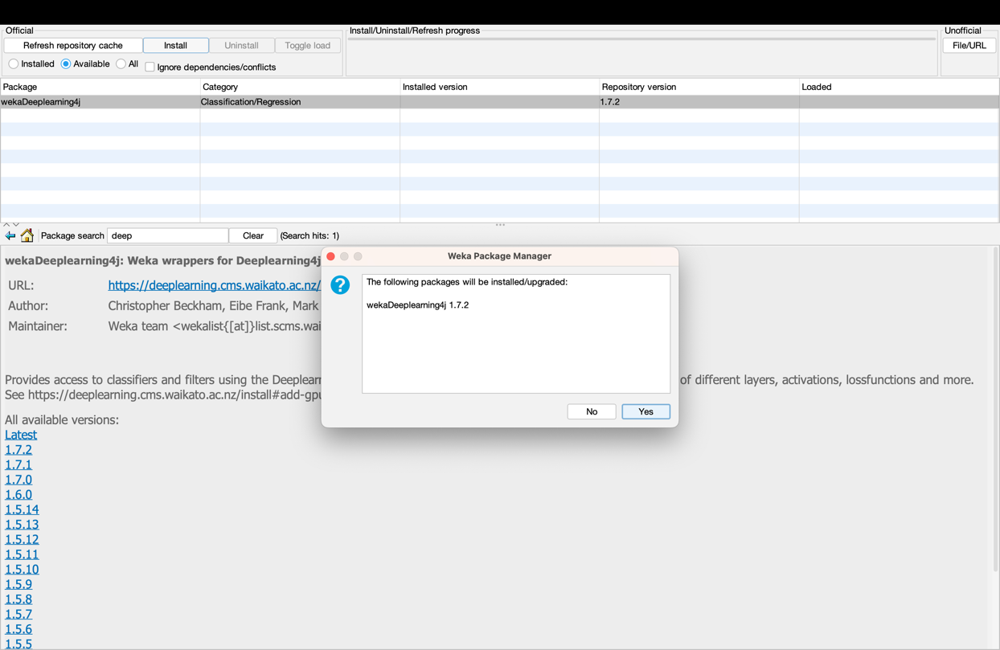 Official
Install/Uninstall/Refresh progress
Unofficial
Refresh repository cache Install Uninstall Toggle load
File/URL
Installed Available All Ignore dependencies/conflicts
Package Category Installed version Repository version Loaded
wekaDeeplearning4j Classification/Regression 1.7.2
Package search deep Clear (Search hits: 1)
wekaDeeplearning4j: Weka wrappers for Deeplearning4j
URL: https://deeplearning.cms.waikato.ac.nz/
Author: Christopher Beckham, Eibe Frank, Mark
Maintainer: Weka team <wekalist{[at]}list.scms.wai
Provides access to classifiers and filters using the Deeplear of different layers, activations, lossfunctions and more.
See https://deeplearning.cms.waikato.ac.nz/install#add-gpu
All available versions:
Latest
1.7.2
1.7.1
1.7.0
1.6.0
1.5.14
1.5.13
1.5.12
1.5.11
1.5.10
1.5.9
1.5.8
1.5.7
1.5.6
1.5.5
Weka Package Manager
The following packages will be installed/upgraded:
wekaDeeplearning4j 1.7.2
No Yes